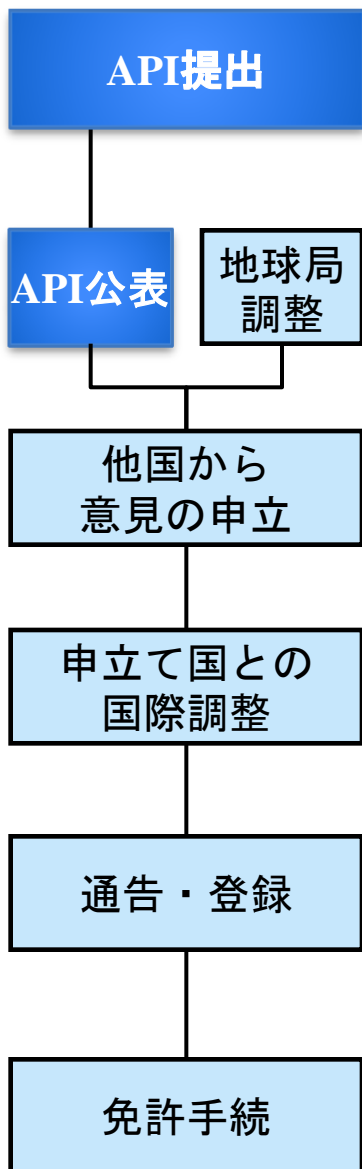 API提出
API公表
地球局
調整
他国から
意見の申立
申立て国との
国際調整
通告・登録
免許手続